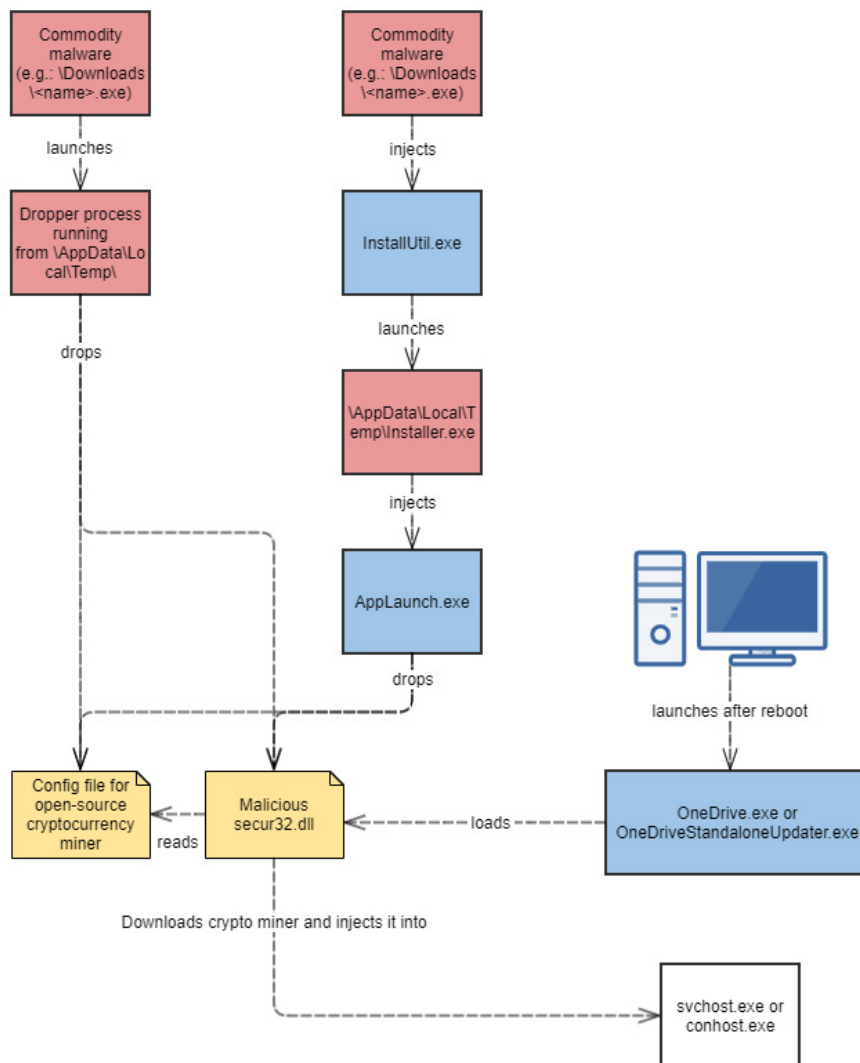 Commodity
malware
(e.g.: \Downloads
\<name>.exe)
Commodity
malware
(e.g.: \Downloads
\<name>.exe)
launches
injects
Dropper process
running
from \AppData\Lo
cal\Temp\
InstallUtil.exe
launches
drops
\AppData\Local\T
emp\Installer.exe
injects
AppLaunch.exe
drops
launches after reboot
Config file for
open-source
cryptocurrency
miner
reads
Malicious
secur32.dll
loads
OneDrive.exe or
OneDriveStandaloneUpdater.exe
Downloads crypto miner and injects it into
svchost.exe or
conhost.exe